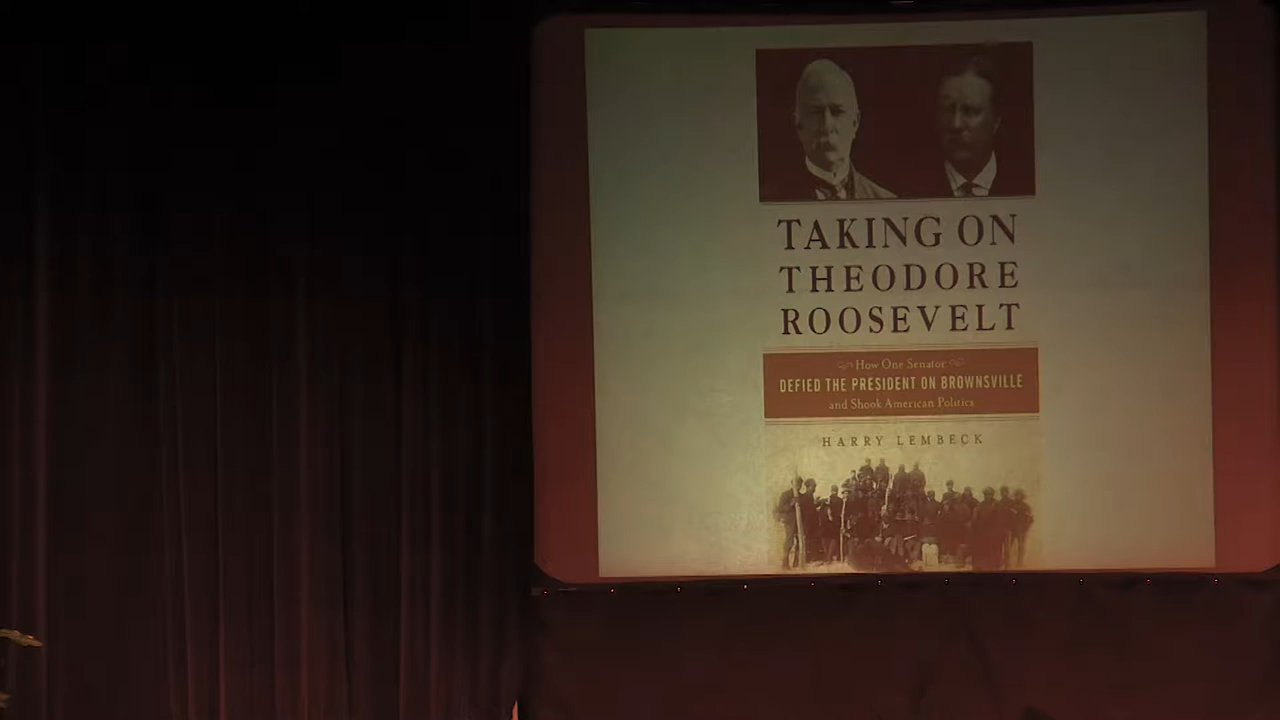 TAKING ON
THEODORE
ROOSEVELT
How One Senator
DEFIED THE PRESIDENT ON BROWNSVILLE
and Shook American Politics
HARRY LEMBECK